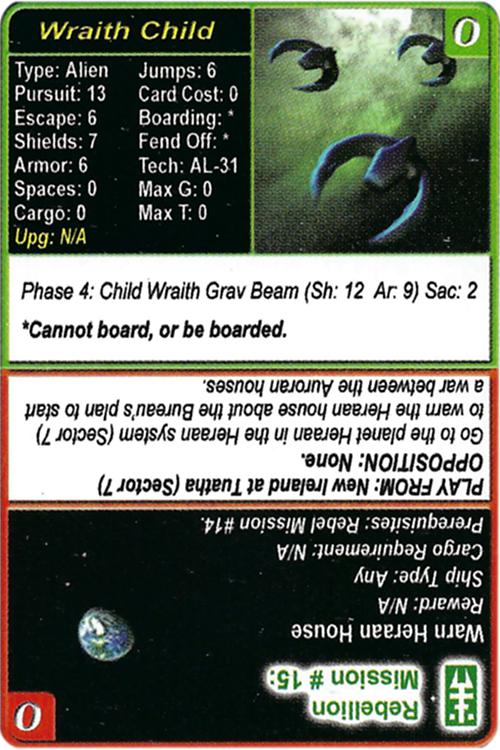 Wraith Child
0
Type: Alien
Pursuit: 13
Escape: 6
Shields: 7
Armor: 6
Spaces: 0
Cargo: 0
Upg: N/A
Jumps: 6
Card Cost: 0
Boarding: *
Fend Off: *
Tech: AL-31
Max G: 0
Max T: 0
Phase 4: Child Wraith Grav Beam (Sh: 12 Ar: 9) Sac: 2
*Cannot board, or be boarded.
Rebellion
Mission # 15:
Warn Heraan House
Reward: N/A
Ship Type: Any
Cargo Requirement: N/A
Prerequisites: Rebel Mission #14.
PLAY FROM: New Ireland at Tuatha (Sector 7)
OPPOSITION: None.
Go to the planet Heraan in the Heraan system (Sector 7)
to warn the Heraan house about the Bureau's plan to start
a war between the Auroran houses.
0